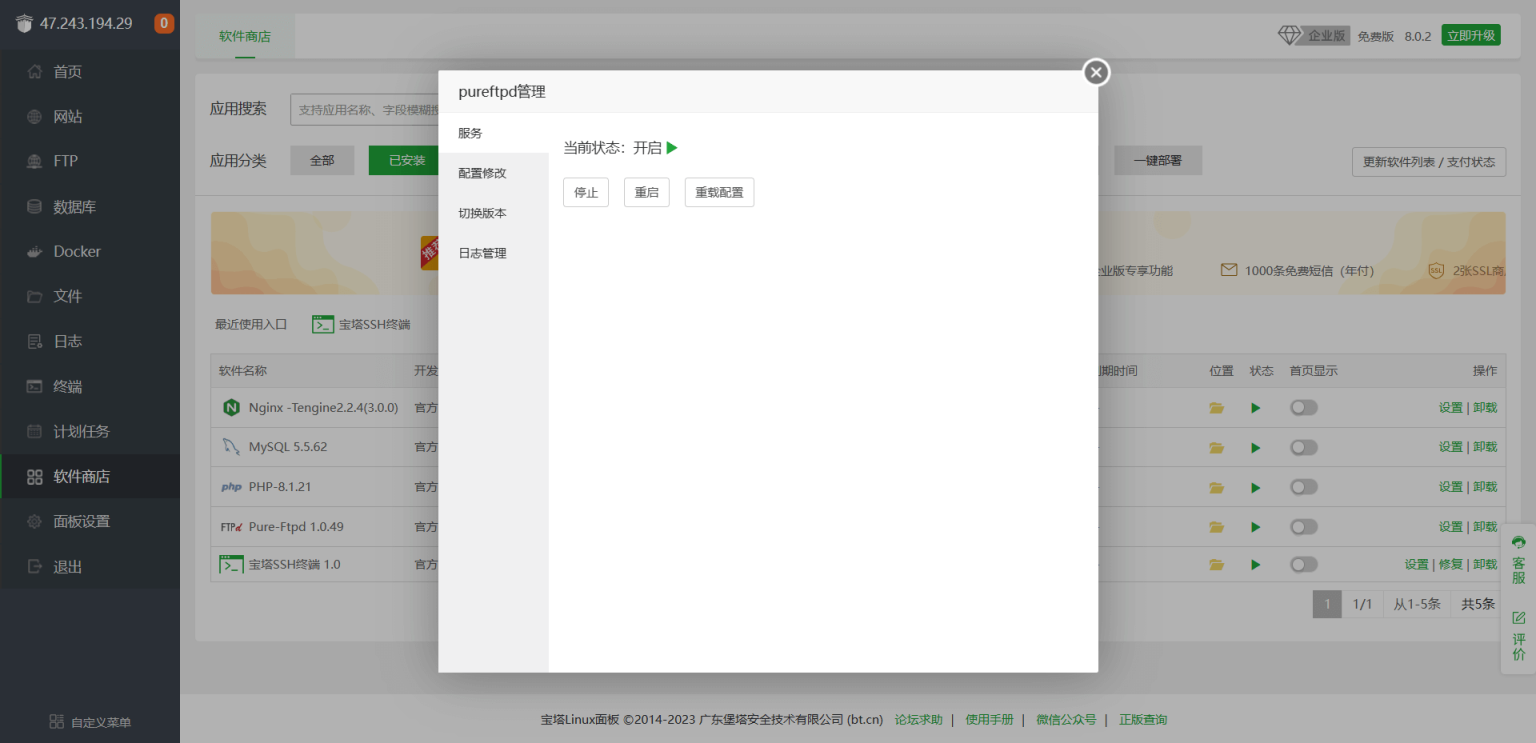 47.243.194.29 0
首页
网站
FTP
数据库
Docker
文件
日志
终端
计划任务
软件商店
面板设置
退出
自定义菜单
软件商店
企业版 免费版 8.0.2 立即升级
应用搜索 支持应用名称、字段模糊
应用分类 全部 已安装 一键部署 更新软件列表 / 支付状态
推荐
业版专享功能 1000条免费短信（年付） 2张SSL商
最近使用入口 宝塔SSH终端
软件名称 开发 期时间 位置 状态 首页显示 操作
Nginx -Tengine2.2.4(3.0.0) 官方 设置 | 卸载
MySQL 5.5.62 官方 设置 | 卸载
php PHP-8.1.21 官方 设置 | 卸载
FTPd Pure-Ftpd 1.0.49 官方 设置 | 卸载
宝塔SSH终端 1.0 官方 设置 | 修复 | 卸载
1 1/1 从1-5条 共5条
pureftpd管理
服务
配置修改
切换版本
日志管理
当前状态：开启
停止 重启 重载配置
客服
评价
宝塔Linux面板 ©2014-2023 广东堡塔安全技术有限公司 (bt.cn) 论坛求助 | 使用手册 | 微信公众号 | 正版查询